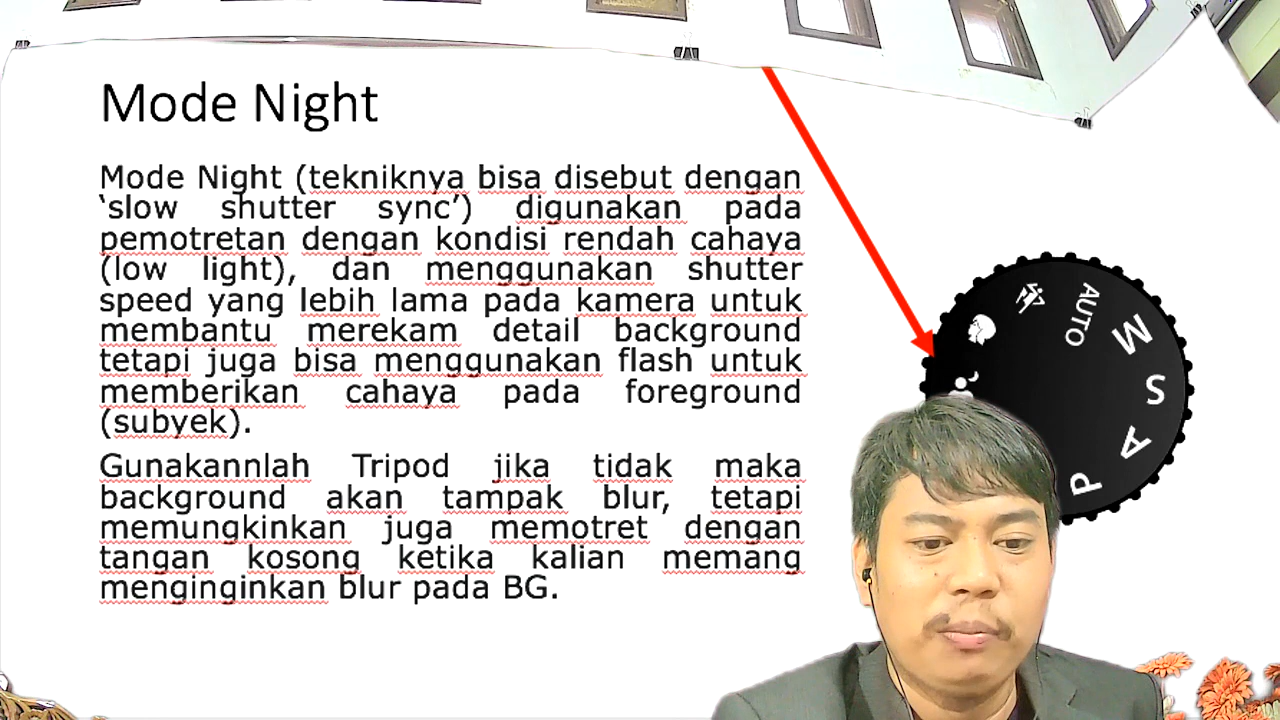 Mode Night
Mode Night (tekniknya bisa disebut dengan
‘slow shutter sync’) digunakan pada
pemotretan dengan kondisi rendah cahaya
(low light), dan menggunakan shutter
speed yang lebih lama pada kamera untuk
membantu merekam detail background
tetapi juga bisa menggunakan flash untuk
memberikan cahaya pada foreground
(subyek).
Gunakannlah Tripod jika tidak maka
background akan tampak blur, tetapi
memungkinkan juga memotret dengan
tangan kosong ketika kalian memang
menginginkan blur pada BG.
AUTO
M
S
A
P